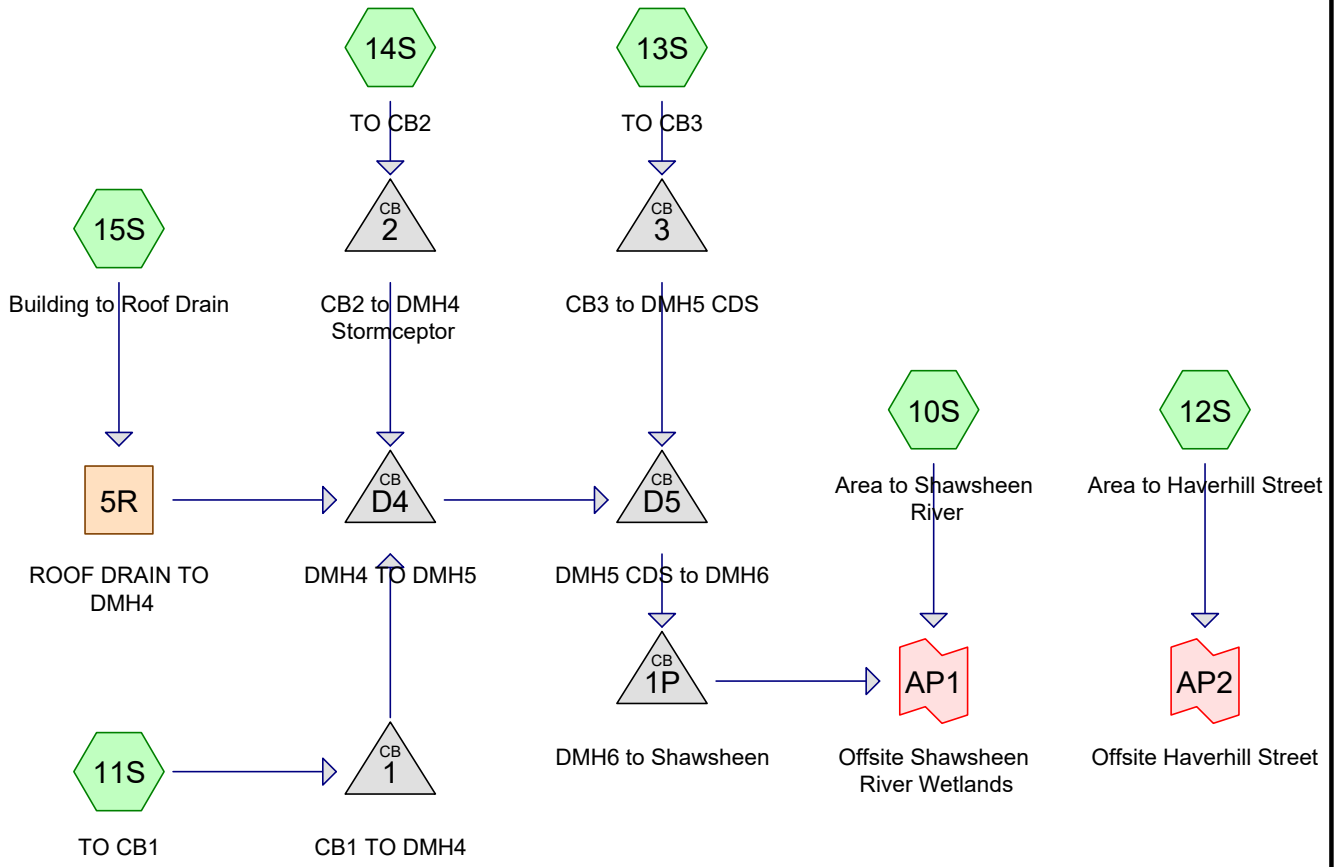 14S
13S
TO CB2
TO CB3
15S
CB
2
CB
3
Building to Roof Drain
CB2 to DMH4
Stormceptor
CB3 to DMH5 CDS
10S
12S
5R
CB
D4
CB
D5
Area to Shawsheen
River
Area to Haverhill Street
ROOF DRAIN TO
DMH4
DMH4 TO DMH5
DMH5 CDS to DMH6
CB
1P
AP1
AP2
11S
CB
1
DMH6 to Shawsheen
Offsite Shawsheen
River Wetlands
Offsite Haverhill Street
TO CB1
CB1 TO DMH4